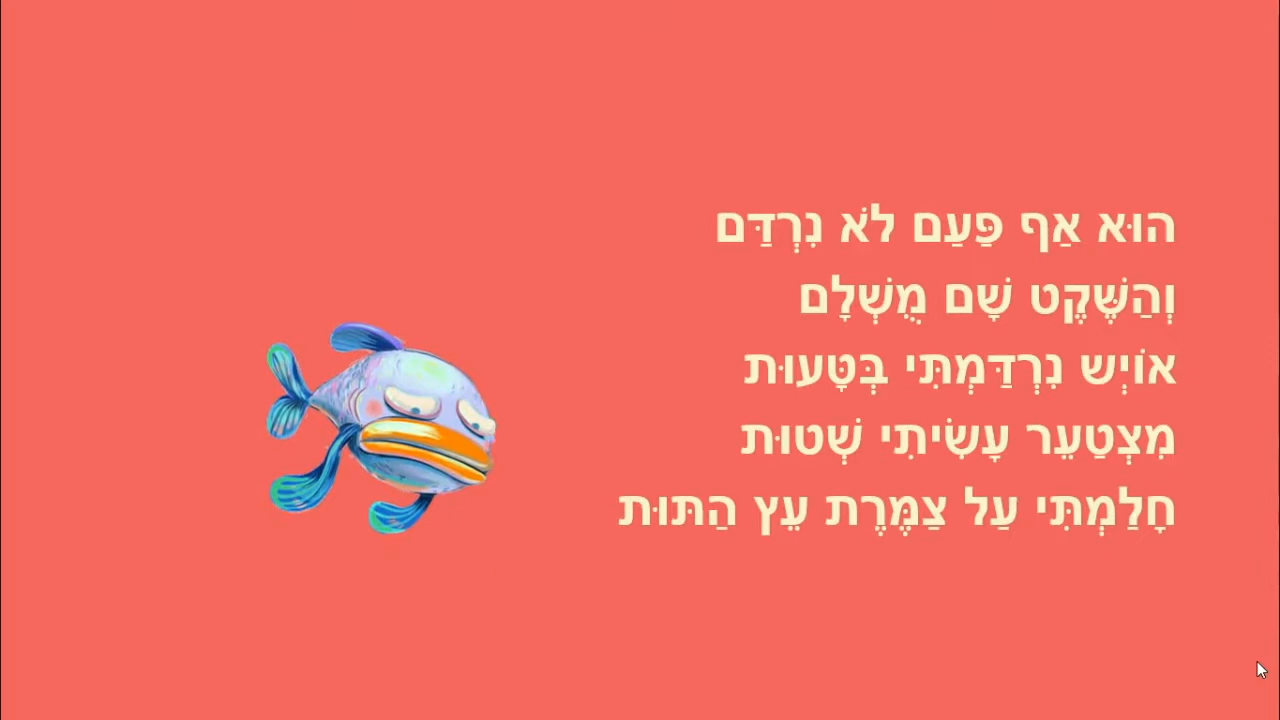 הוּא אַף פַּעַם לֹא נִרְדַּם
וְהַשֶּׁקֶט שָׁם מֻשְׁלָם
אוֹיְשׁ נִרְדַּמְתִּי בְּטָעוּת
מִצְטַעֵר עָשִׂיתִי שְׁטוּת
חָלַמְתִּי עַל צַמֶּרֶת עֵץ הַתּוּת